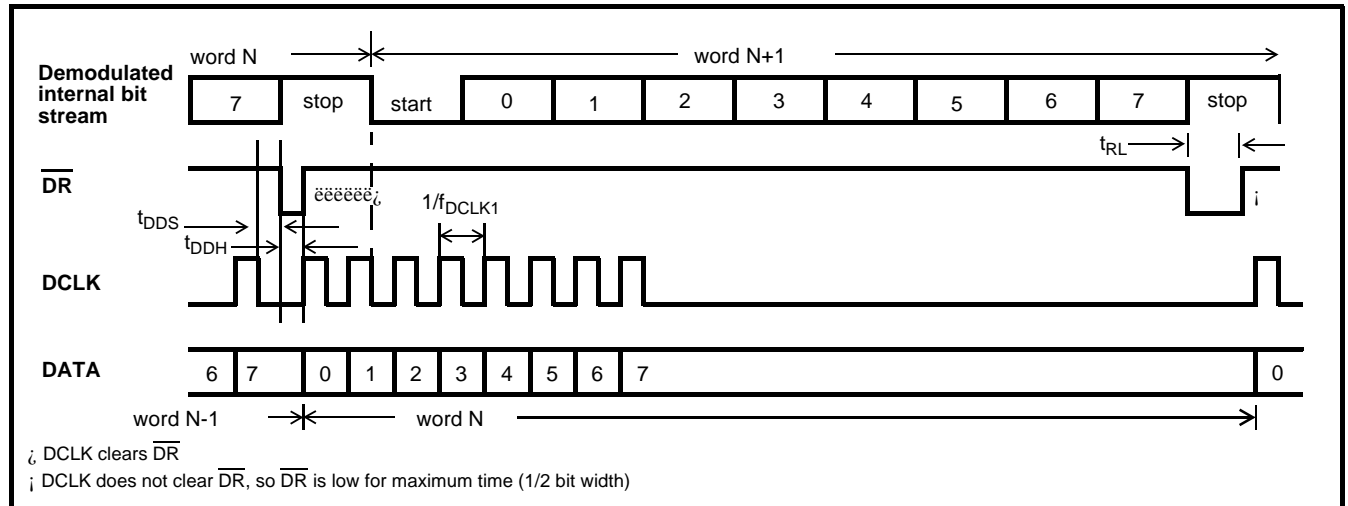 word N word N+1
Demodulated internal bit stream
7 stop start 0 1 2 3 4 5 6 7 stop
tRL
DR
ëëëëëë¿ 1/fDCLK1 ¡
tDDS
tDDH
DCLK
DATA
6 7 0 1 2 3 4 5 6 7 0
word N-1 word N
¿ DCLK clears DR
¡ DCLK does not clear DR, so DR is low for maximum time (1/2 bit width)